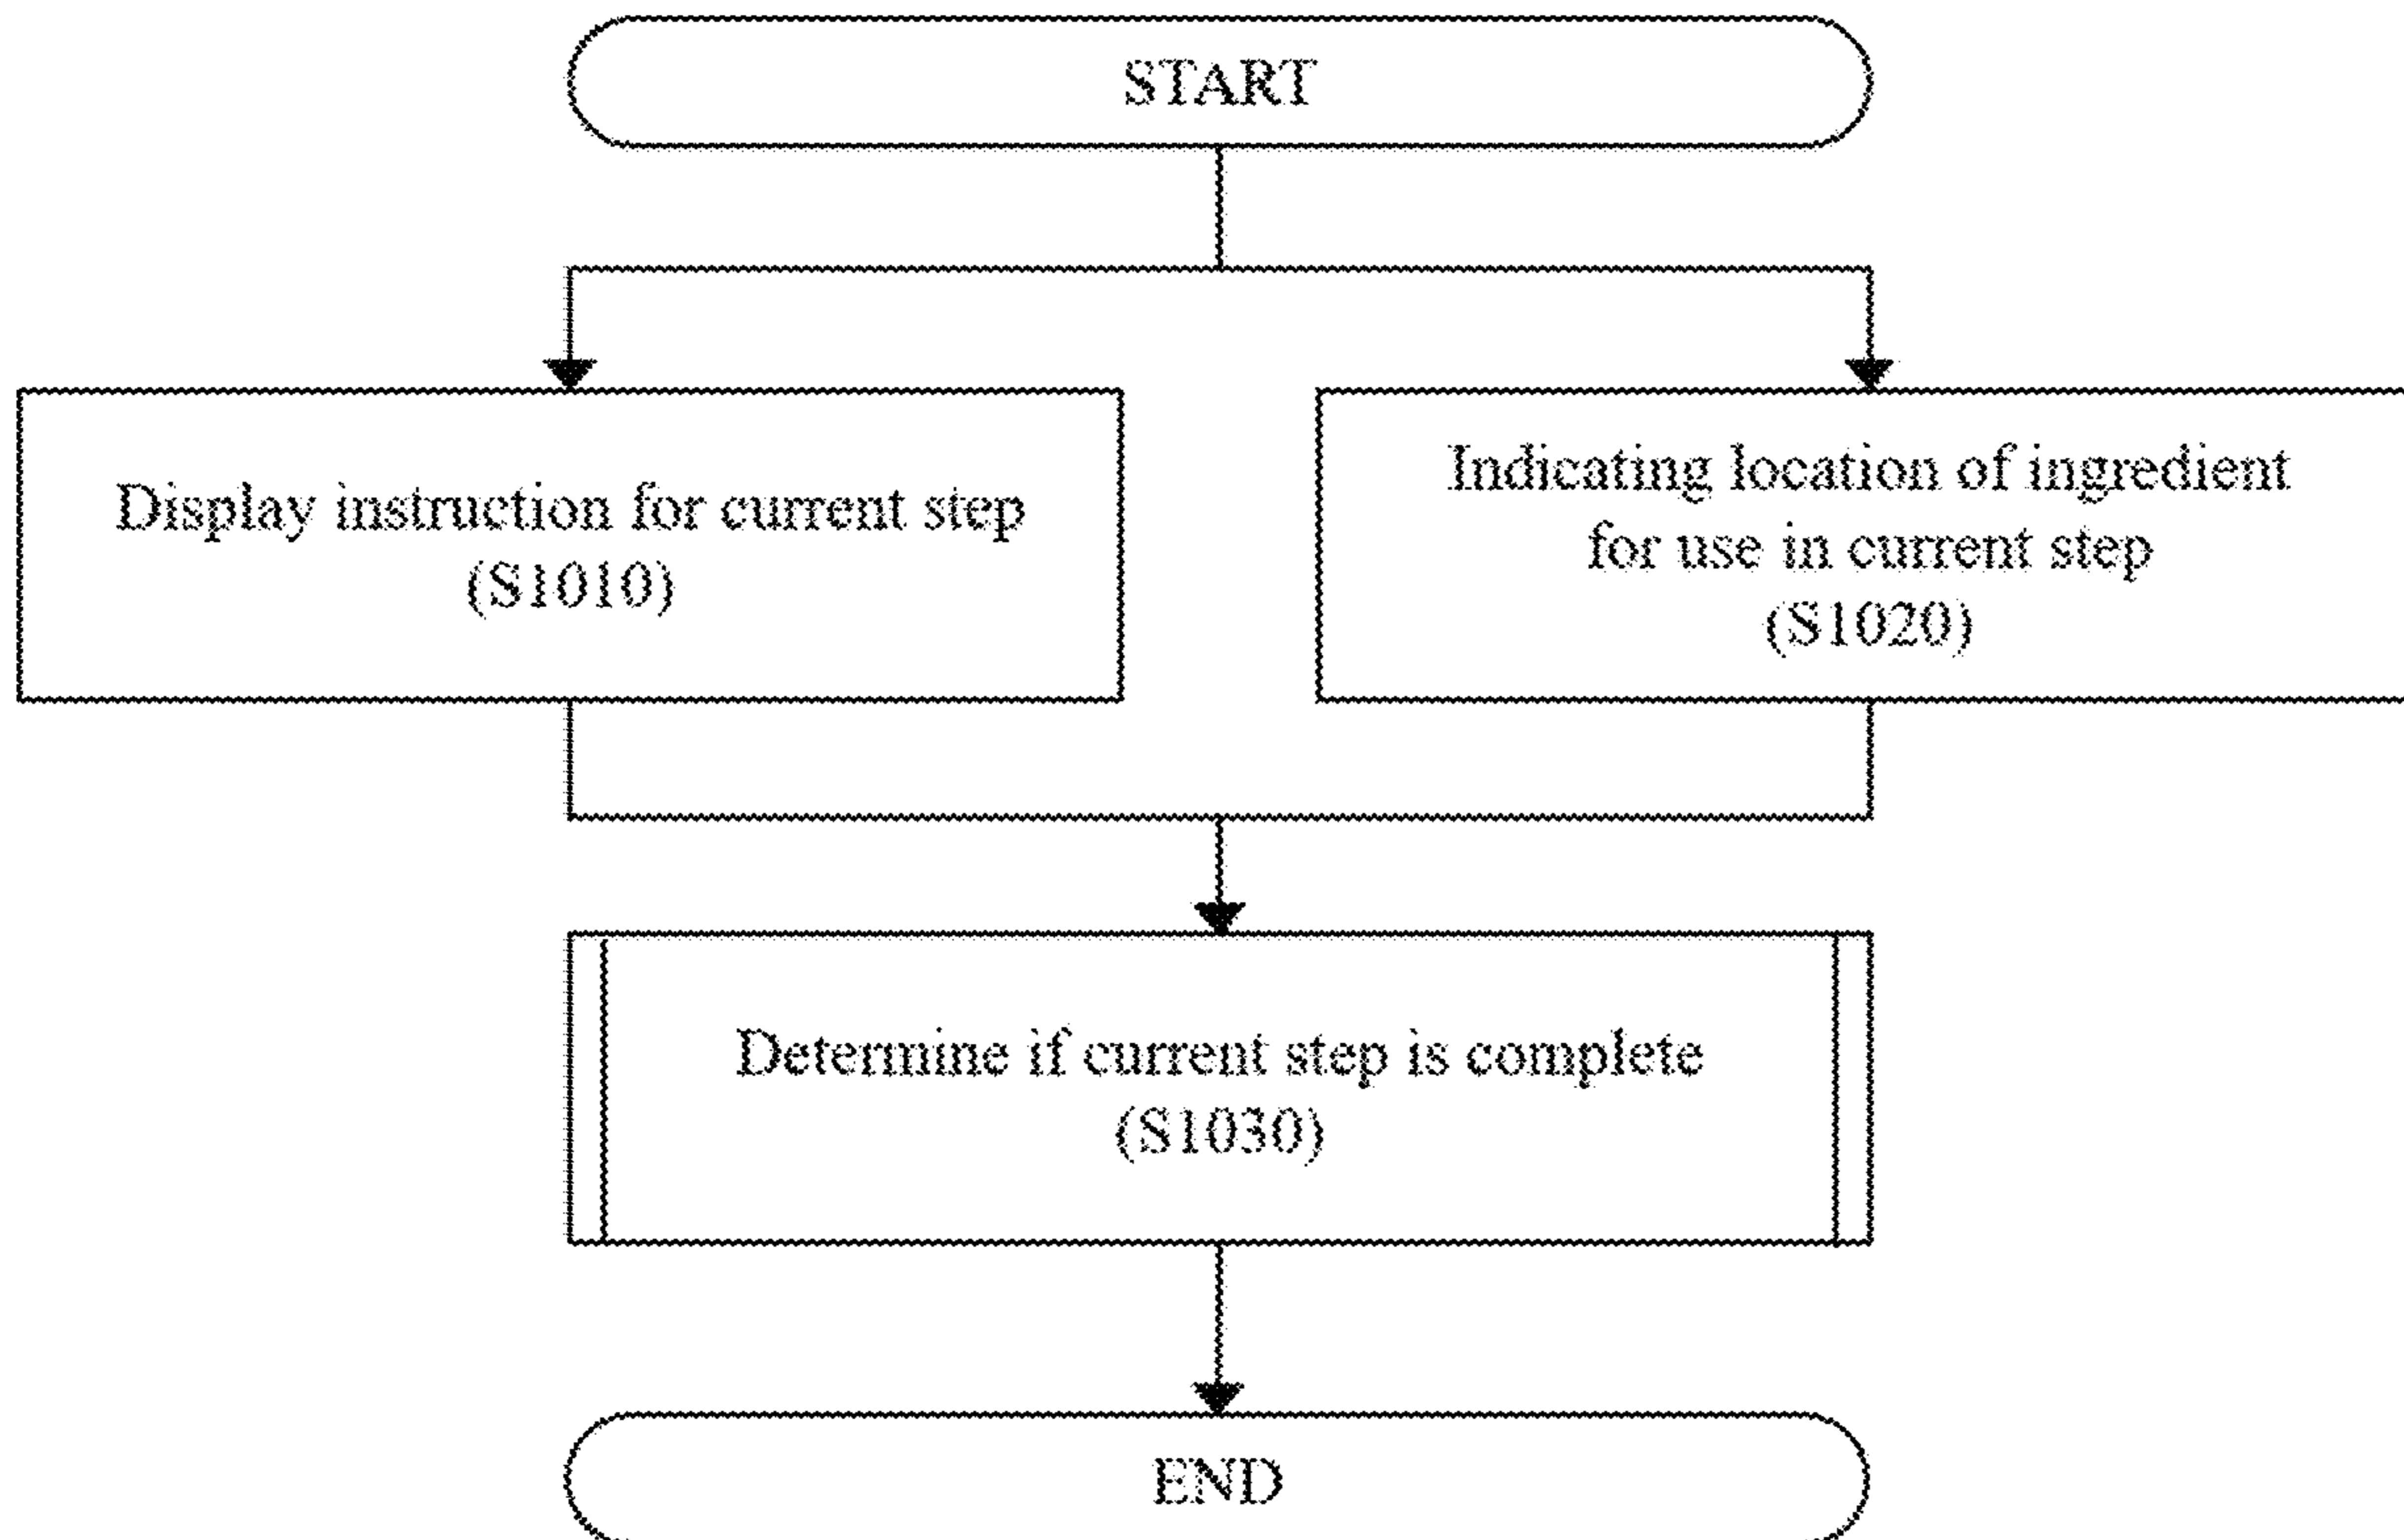 START
Display instruction for current step
(S1010)
Indicating location of ingredient
for use in current step
(S1020)
Determine if current step is complete
(S1030)
END